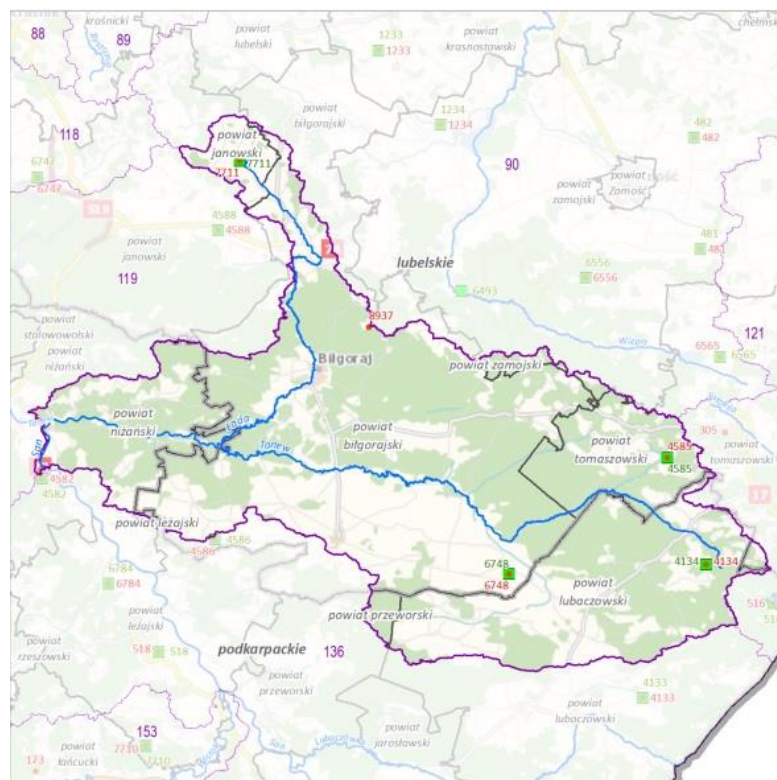 kraśnicki
88
89
powiat
lubelski
1233
1233
powiat
krasnostawski
powiat
biłgorajski
1234
1234
482
482
118
powiat
janowski
7711
7711
90
powiat
Zamość
powiat
zamojski
6747
4588
4588
powiat
janowski
lubelskie
481
481
6556
6556
6493
119
8937
121
powiat
stalowowolski
powiat
niżański
Biłgoraj
powiat zamojski
6565
6565
powiat
niżański
Łada
Tanew
powiat
biłgorajski
powiat
tomaszowski
4585
4585
305
powiat
tomaszowski
San
4582
4582
17
powiat leżajski
4586
4586
6784
6784
6748
6748
4134
4134
powiat
leżajski
powiat
lubaczowski
powiat przeworski
516
powiat
rzeszowski
518
518
podkarpackie
136
powiat
przeworski
4133
4133
powiat
lubaczowski
153
7710
7710
powiat
jarosławski
San
Lubaczówka
173
powiat
łańcucki